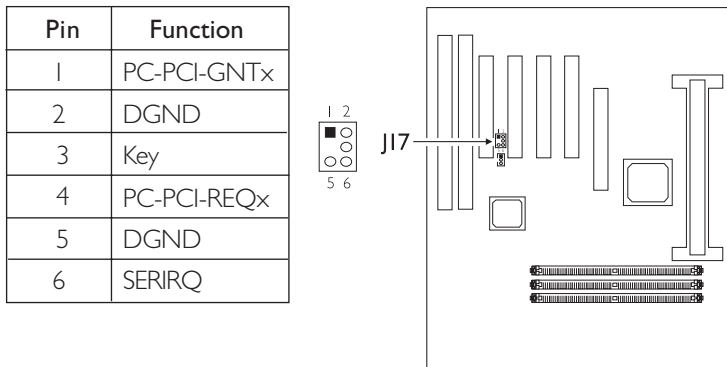 Pin Function
1 PC-PCI-GNTx
2 DGND
3 Key
4 PC-PCI-REQx
5 DGND
6 SERIRQ
1 2
5 6
J17